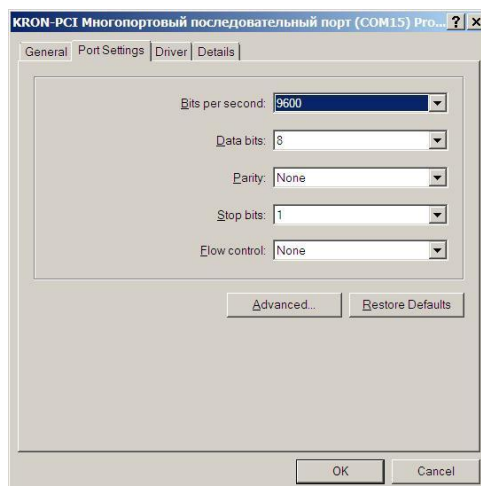 KRON-PCI Многопортовый последовательный порт (COM15) Pro... ? ×
General Port Settings Driver Details
Bits per second: 9600
Data bits: 8
Parity: None
Stop bits: 1
Flow control: None
Advanced... Restore Defaults
OK Cancel